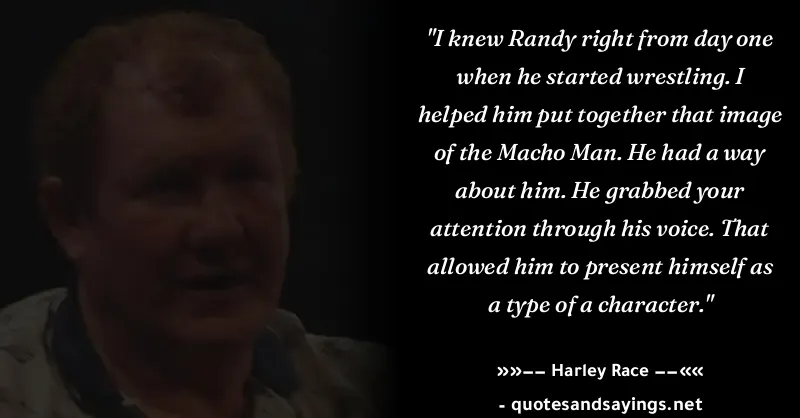 "I knew Randy right from day one
when he started wrestling. I
helped him put together that image
of the Macho Man. He had a way
about him. He grabbed your
attention through his voice. That
allowed him to present himself as
a type of a character."
»»–– Harley Race ––««
- quotesandsayings.net